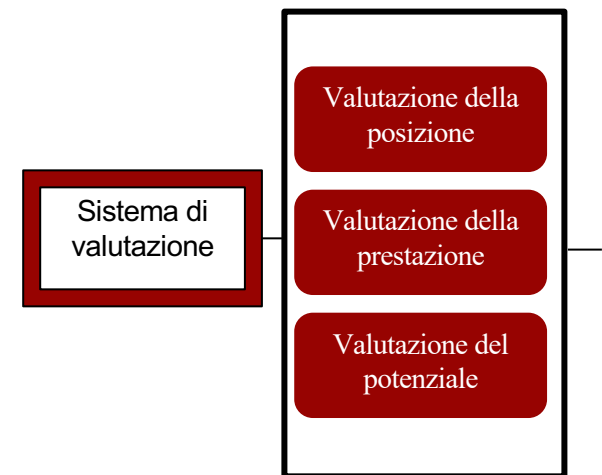 Sistema di
valutazione
Valutazione della
posizione
Valutazione della
prestazione
Valutazione del
potenziale